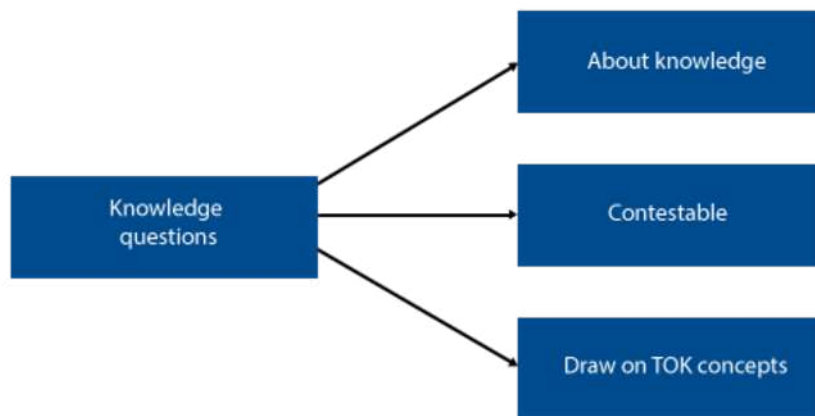 About knowledge
Knowledge
questions
Contestable
Draw on TOK concepts